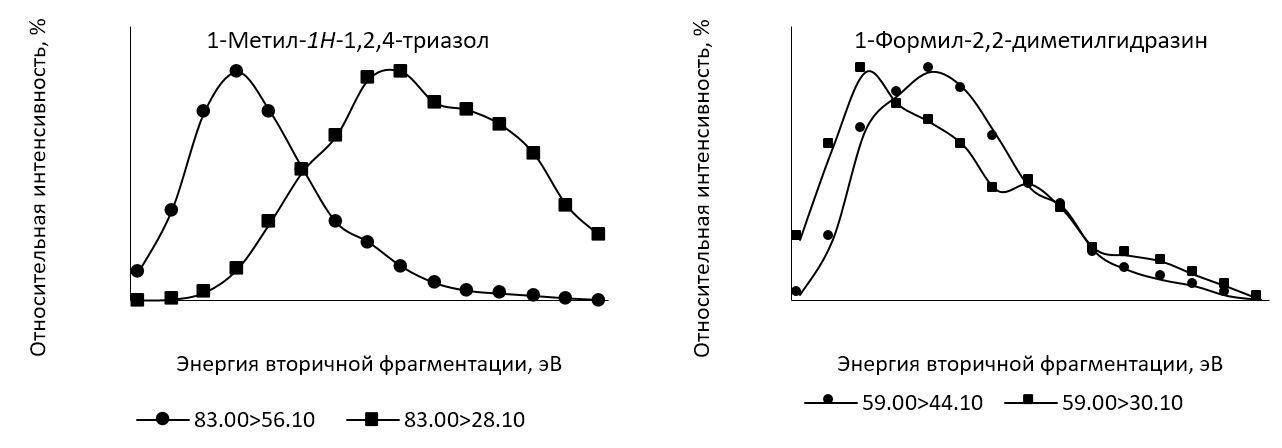 1-Метил-1H-1,2,4-триазол
Относительная интенсивность, %
Энергия вторичной фрагментации, эВ
83.00>56.10
83.00>28.10
1-Формил-2,2-диметилгидразин
Относительная интенсивность, %
Энергия вторичной фрагментации, эВ
59.00>44.10
59.00>30.10